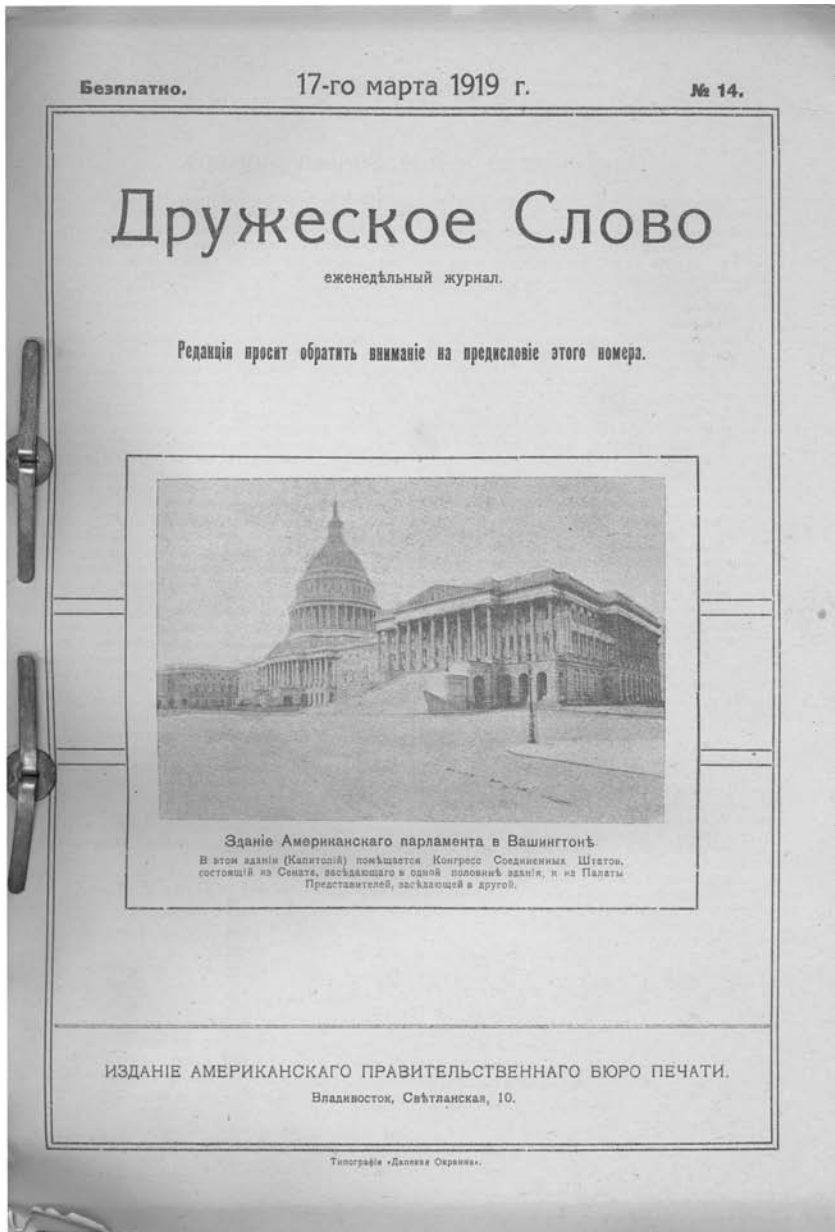 Безплатно. 17-го марта 1919 г. № 14.
Дружеское Слово
еженедѣльный журнал.
Редакція просит обратить вниманіе на предисловіе этого номера.
Зданіе Американскаго парламента в Вашингтонѣ
В этом зданіи (Капитолій) помѣщается Конгресс Соединенных Штатов,
состоящій из Сената, засѣдающаго в одной половинѣ зданія, и из Палаты
Представителей, засѣдающей в другой.
ИЗДАНІЕ АМЕРИКАНСКАГО ПРАВИТЕЛЬСТВЕННАГО БЮРО ПЕЧАТИ.
Владивосток, Свѣтланская, 10.
Типографія «Далекая Окраина».